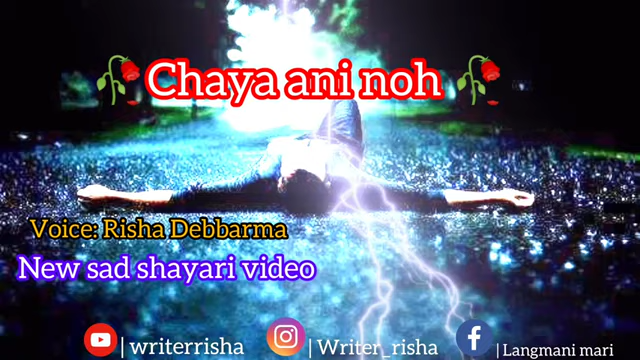 Chaya ani noh
Voice: Risha Debbarma
New sad shayari video
| writerrisha | Writer_risha | Langmani mari